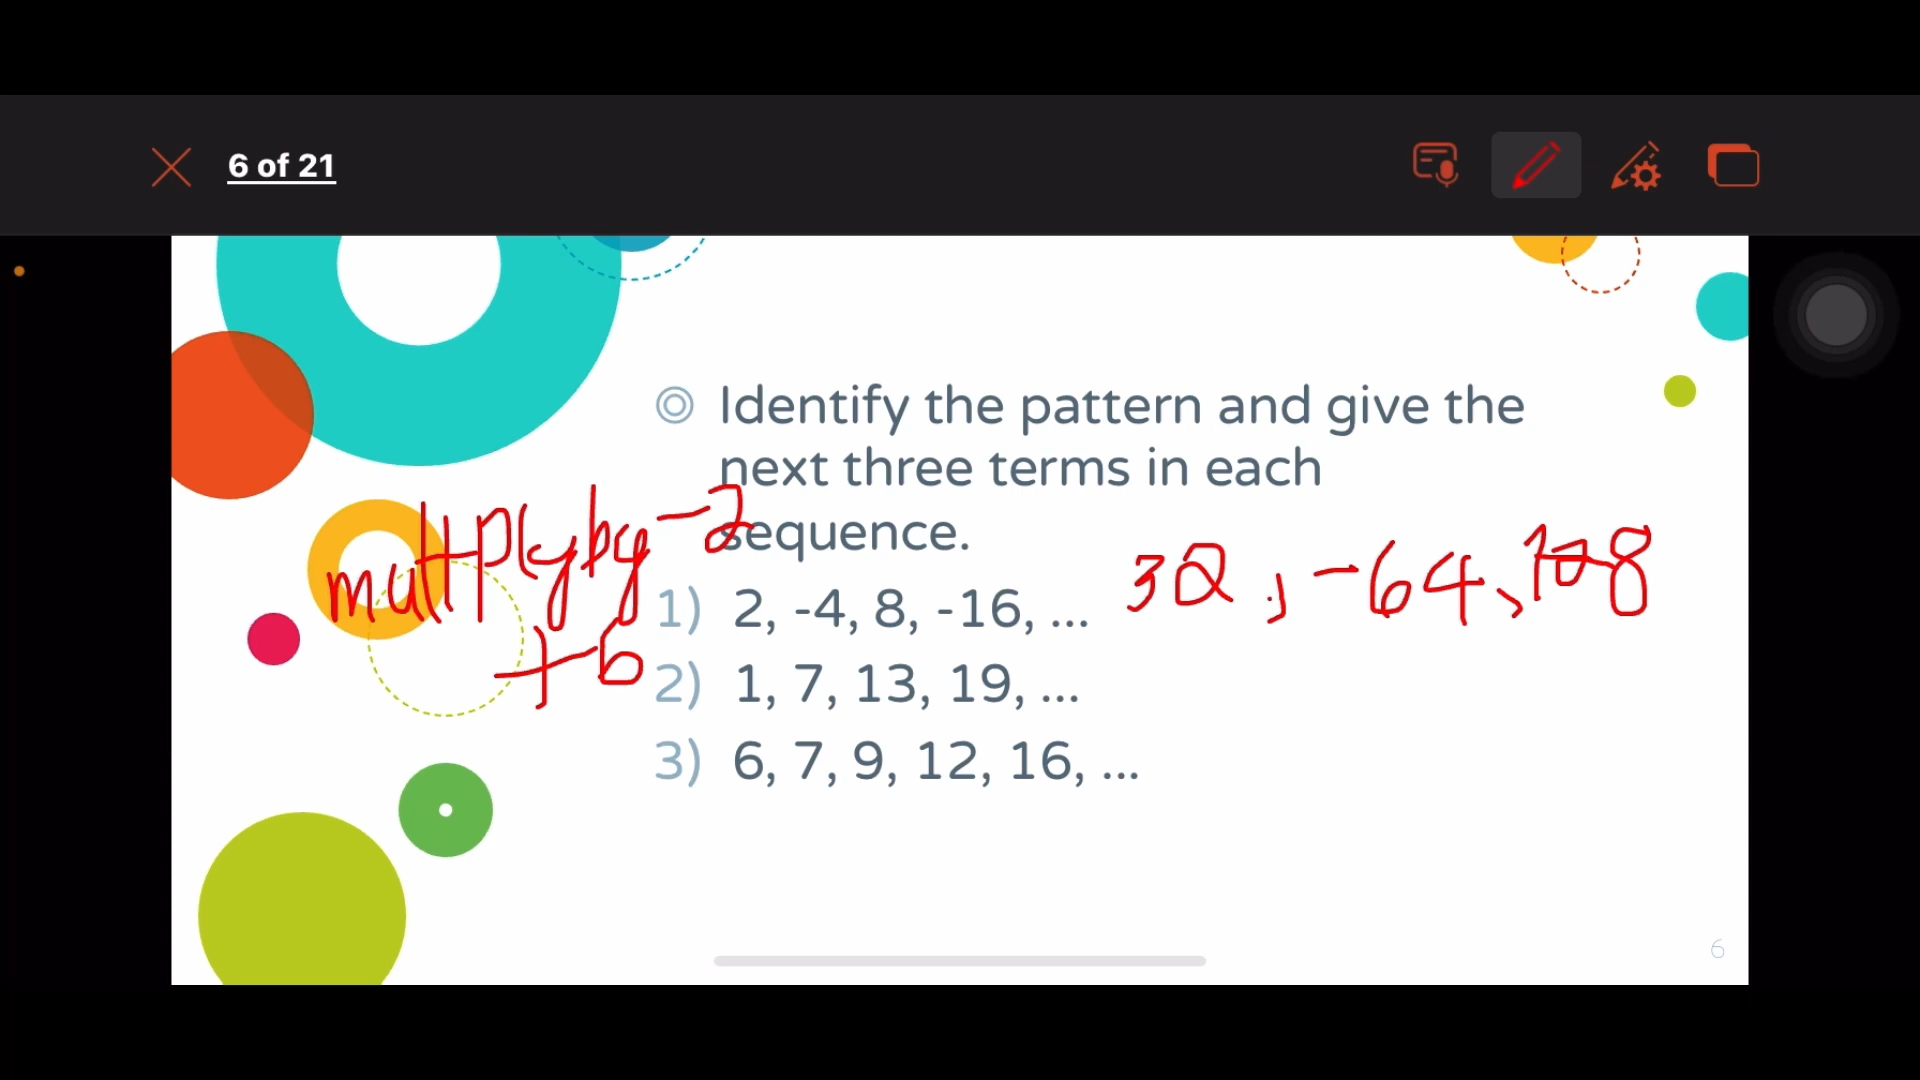 6 of 21
Identify the pattern and give the
next three terms in each
sequence.
multiply by -2
1) 2, -4, 8, -16, ... 32, -64, 128
+6
2) 1, 7, 13, 19, ...
3) 6, 7, 9, 12, 16, ...
6